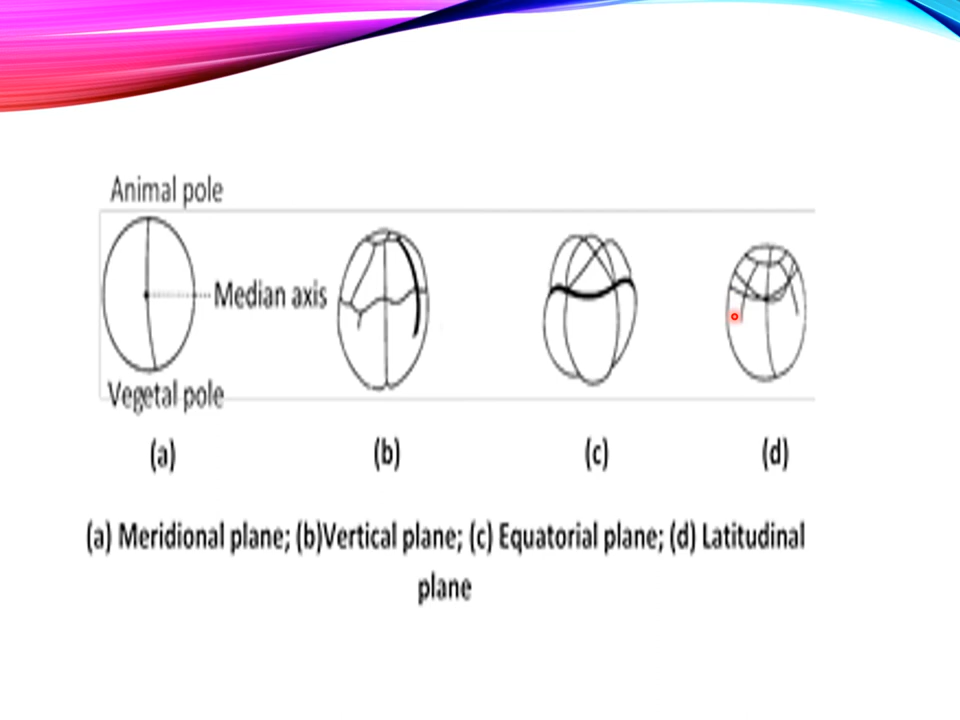 Animal pole
Median axis
Vegetal pole
(a) (b) (c) (d)
(a) Meridional plane; (b)Vertical plane; (c) Equatorial plane; (d) Latitudinal
plane